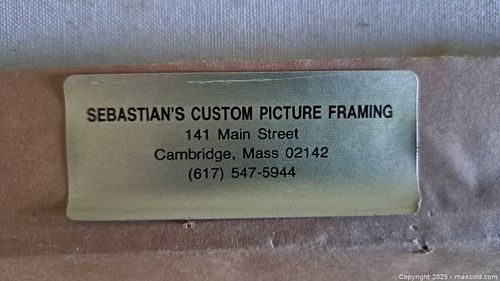 SEBASTIAN'S CUSTOM PICTURE FRAMING
141 Main Street
Cambridge, Mass 02142
(617) 547-5944
Copyright © 2025 - maxsold.com